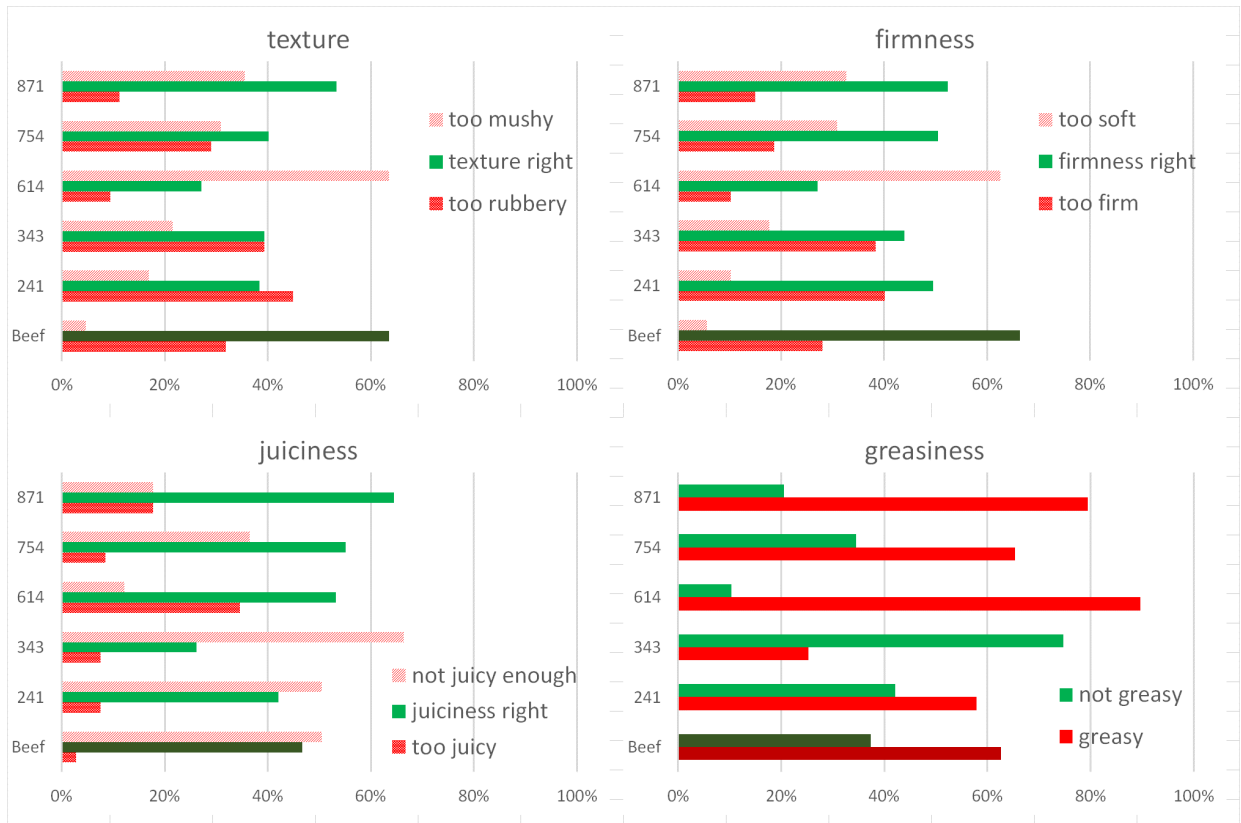 texture
871
754
614
343
241
Beef
0% 20% 40% 60% 80% 100%
too mushy
texture right
too rubbery
firmness
871
754
614
343
241
Beef
0% 20% 40% 60% 80% 100%
too soft
firmness right
too firm
juiciness
871
754
614
343
241
Beef
0% 20% 40% 60% 80% 100%
not juicy enough
juiciness right
too juicy
greasiness
871
754
614
343
241
Beef
0% 20% 40% 60% 80% 100%
not greasy
greasy